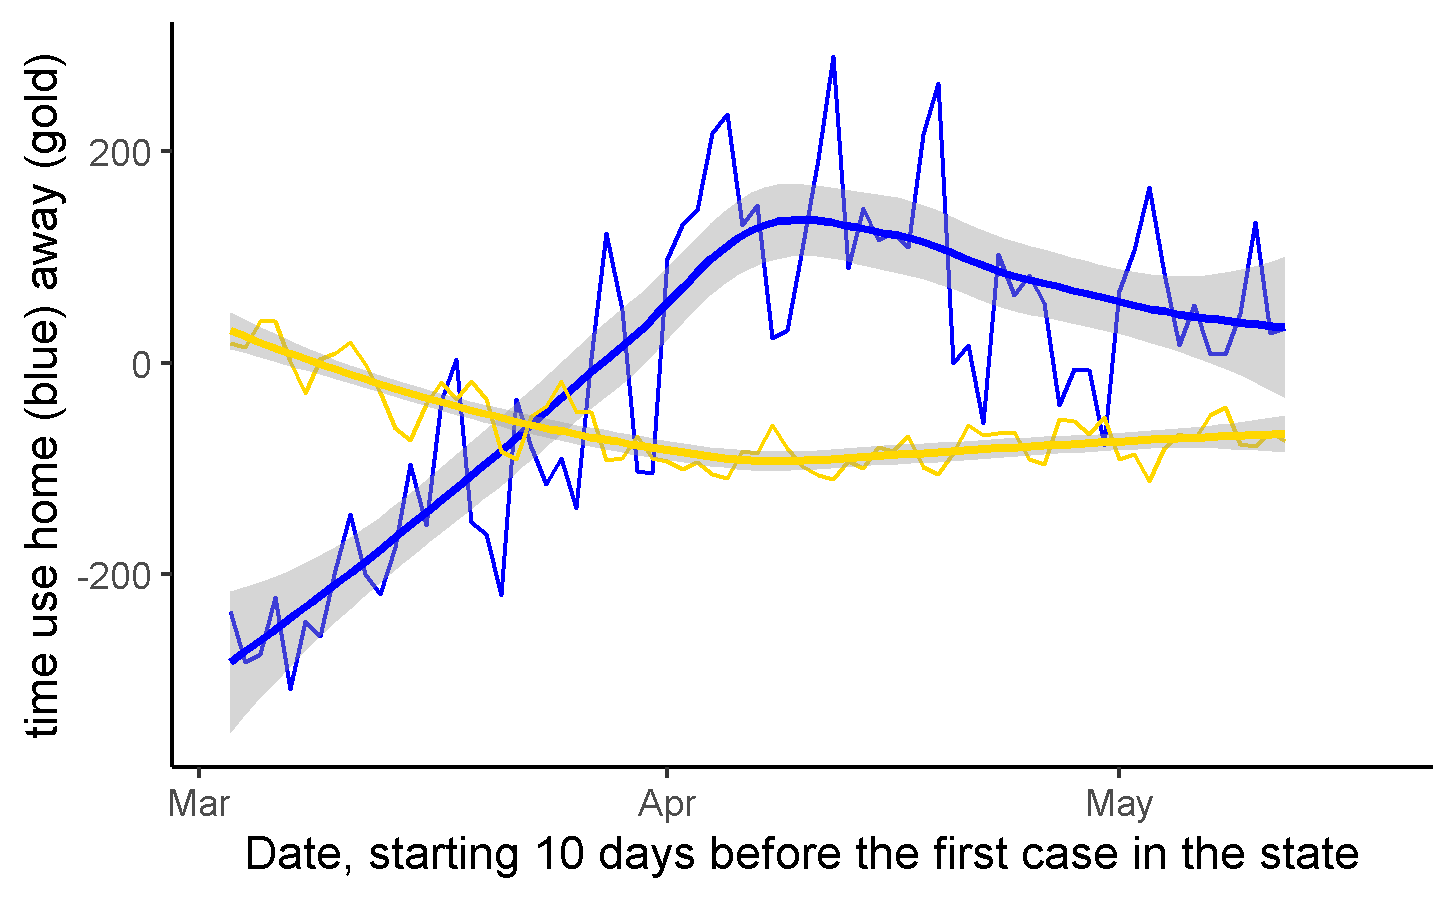 time use home (blue) away (gold)
200
0
-200
Mar
Apr
May
Date, starting 10 days before the first case in the state